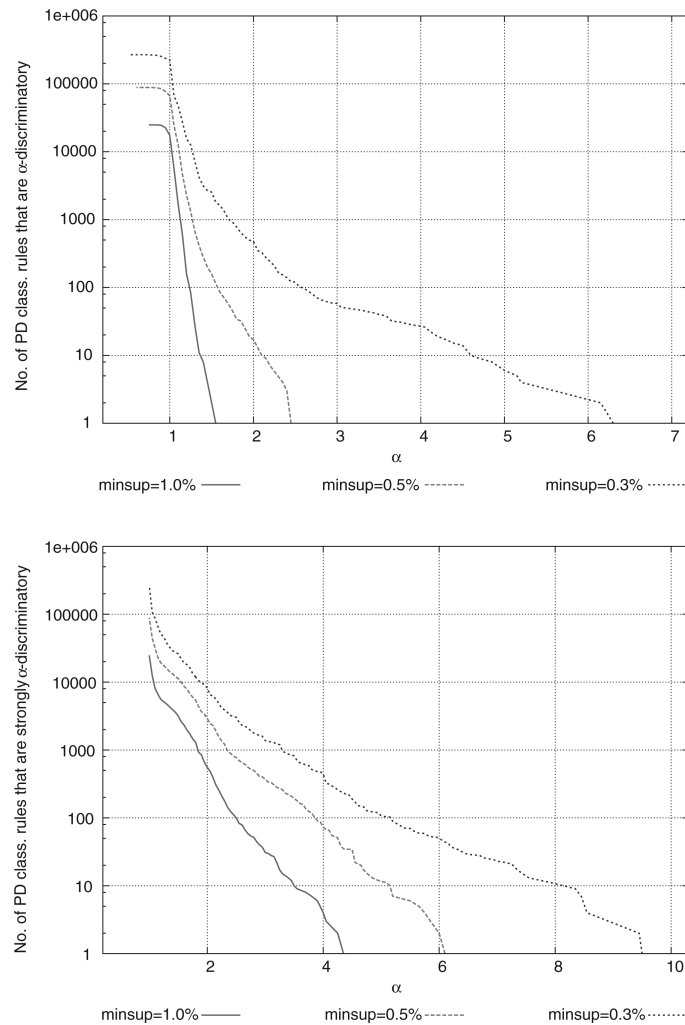 No. of PD class. rules that are α-discriminatory
1e+006
100000
10000
1000
100
10
1
1 2 3 4 5 6 7
α
minsup=1.0% minsup=0.5% minsup=0.3%
No. of PD class. rules that are strongly α-discriminatory
1e+006
100000
10000
1000
100
10
1
2 4 6 8 10
α
minsup=1.0% minsup=0.5% minsup=0.3%